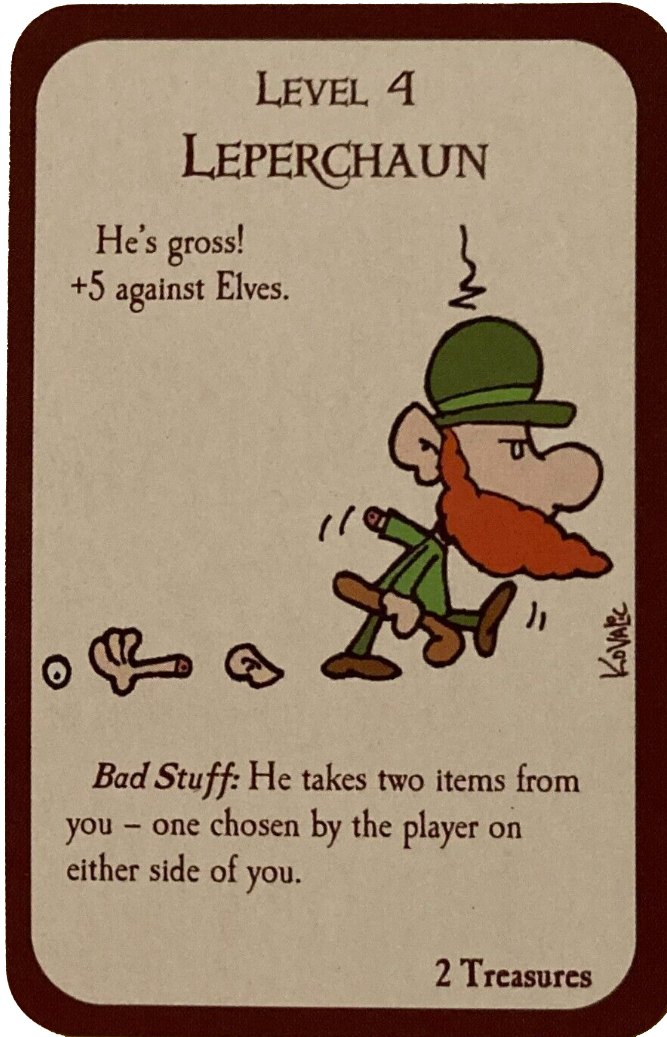 Level 4
Leperchaun
He's gross!
+5 against Elves.
Kovalic
Bad Stuff: He takes two items from
you – one chosen by the player on
either side of you.
2 Treasures